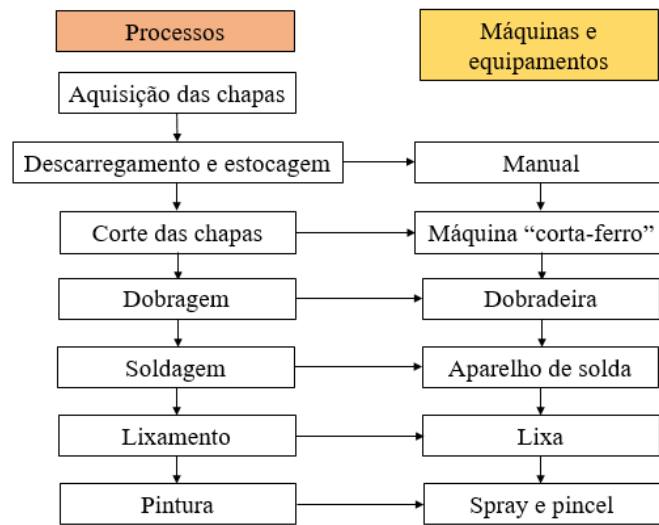 Processos
Máquinas e
equipamentos
Aquisição das chapas
Descarregamento e estocagem
Manual
Corte das chapas
Máquina “corta-ferro”
Dobragem
Dobradeira
Soldagem
Aparelho de solda
Lixamento
Lixa
Pintura
Spray e pincel